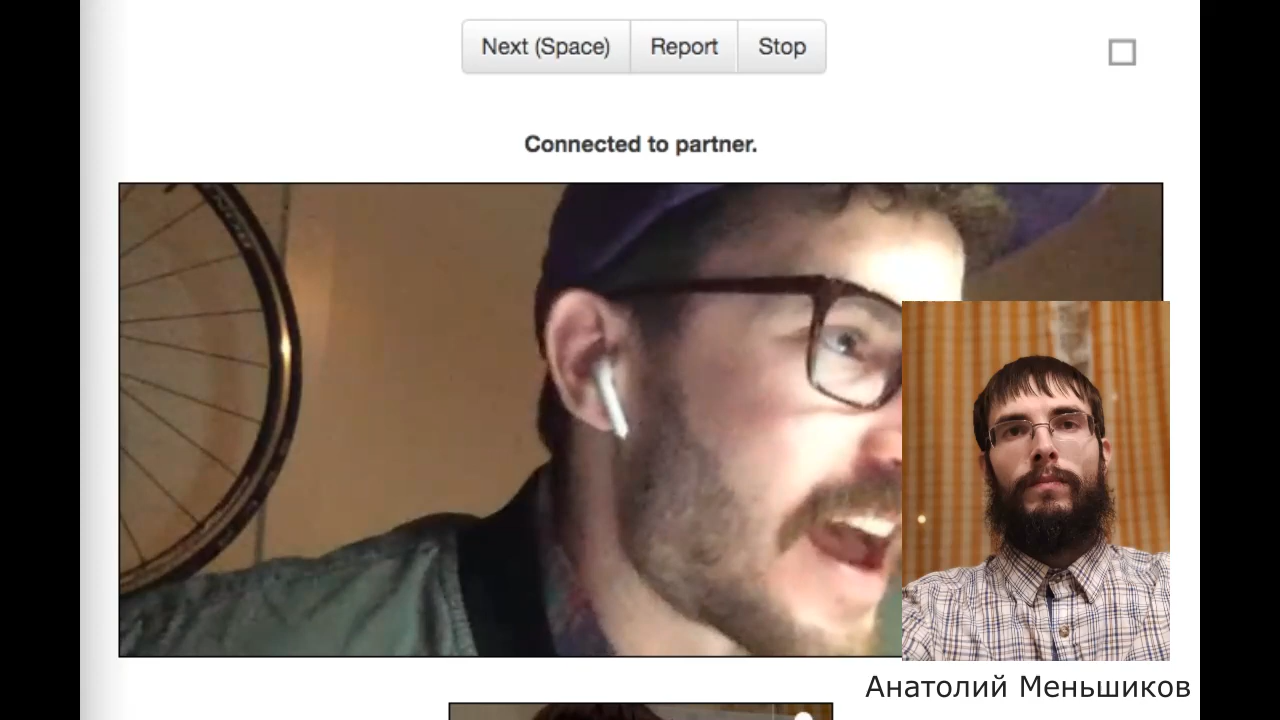 Next (Space) Report Stop
Connected to partner.
Анатолий Меньшиков